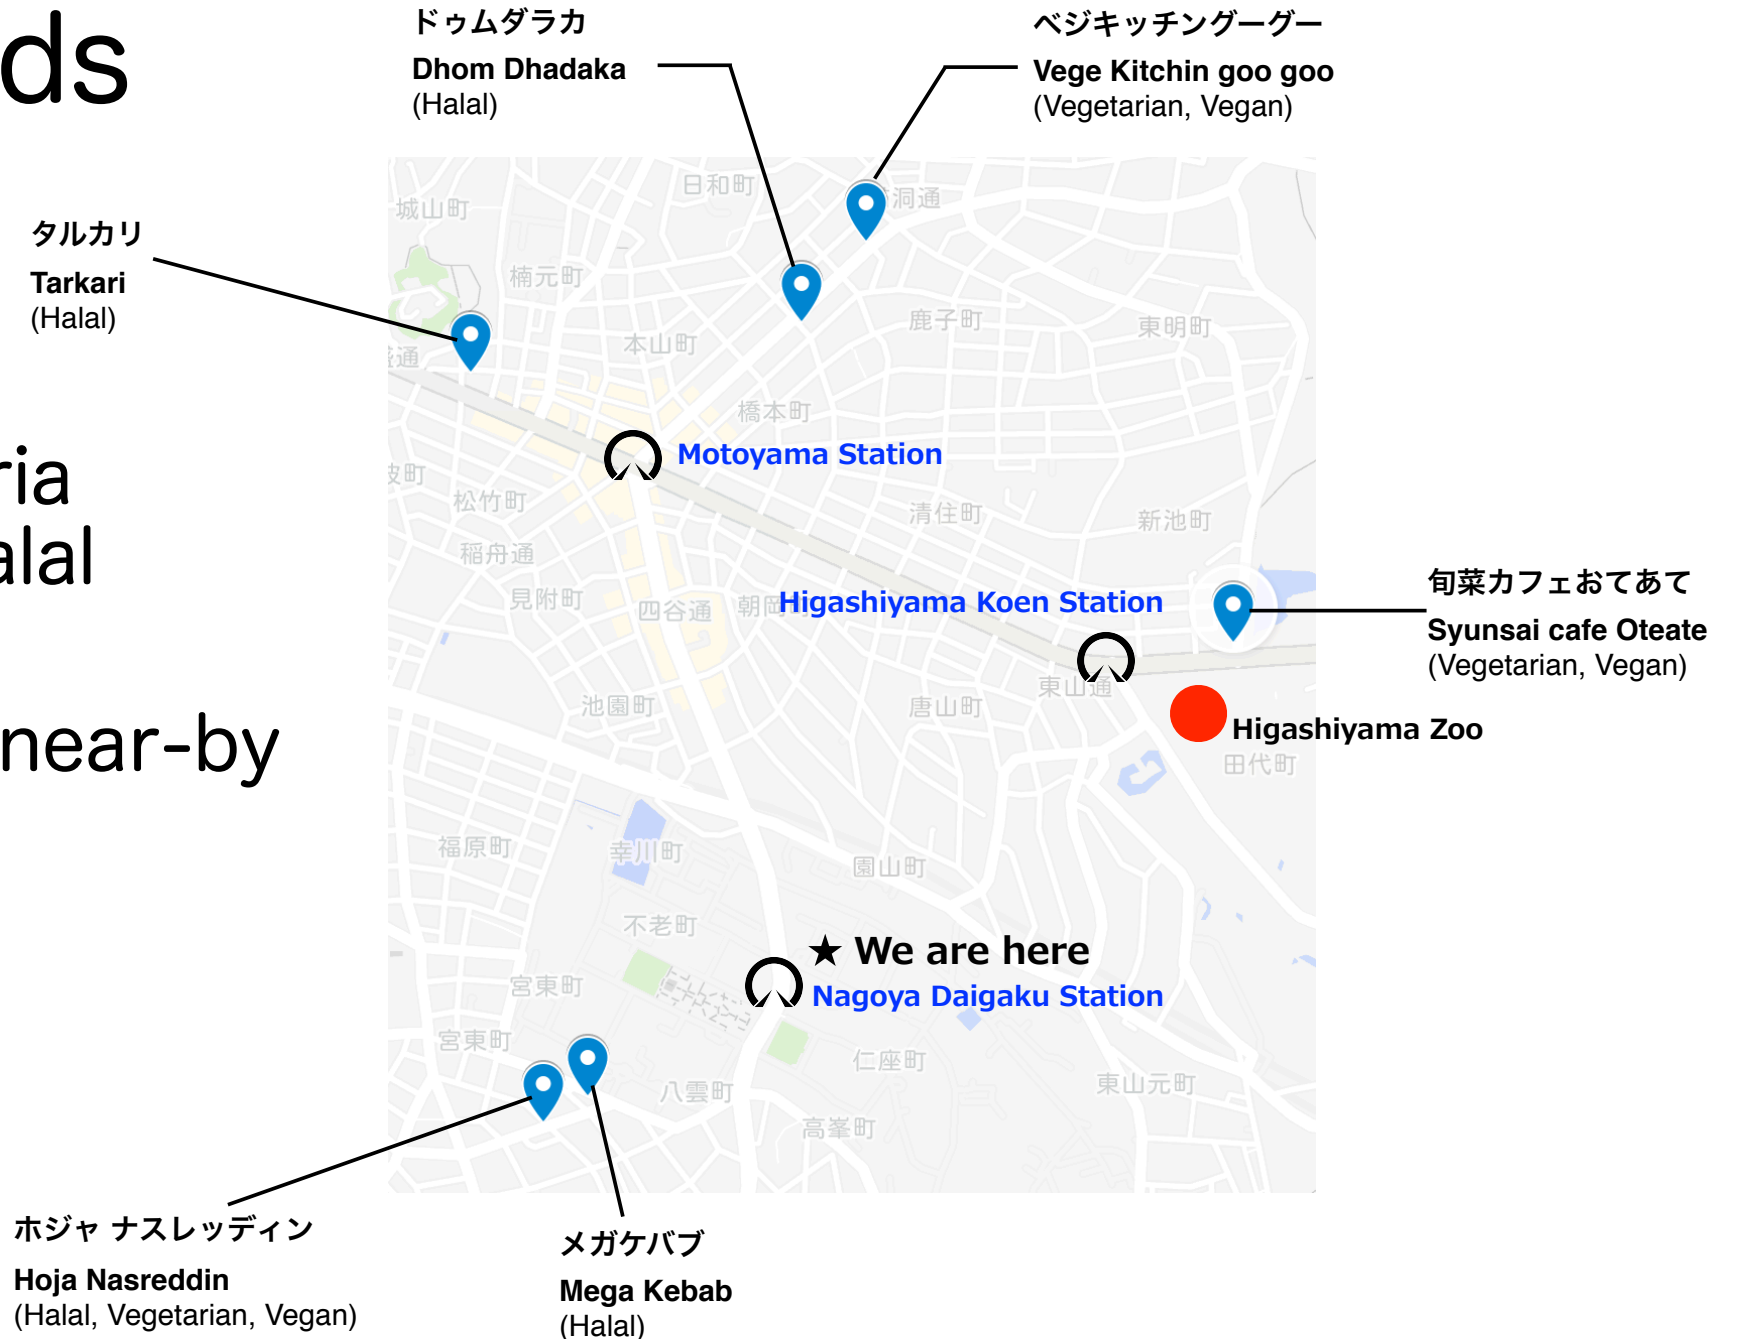 ds
ria
alal
near-by
ドゥムダラカ
Dhom Dhadaka
(Halal)
ベジキッチングーグー
Vege Kitchin goo goo
(Vegetarian, Vegan)
タルカリ
Tarkari
(Halal)
日和町
洞通
城山町
楠元町
鹿子町
東明町
本山町
通
橋本町
Motoyama Station
松竹町
清住町
新池町
稲舟通
見附町
四谷通
Higashiyama Koen Station
旬菜カフェおてあて
Syunsai cafe Oteate
(Vegetarian, Vegan)
東山通
池園町
唐山町
Higashiyama Zoo
田代町
福原町
幸川町
園山町
不老町
★ We are here
Nagoya Daigaku Station
宮東町
宮東町
仁座町
東山元町
八雲町
高峯町
ホジャ ナスレッディン
Hoja Nasreddin
(Halal, Vegetarian, Vegan)
メガケバブ
Mega Kebab
(Halal)